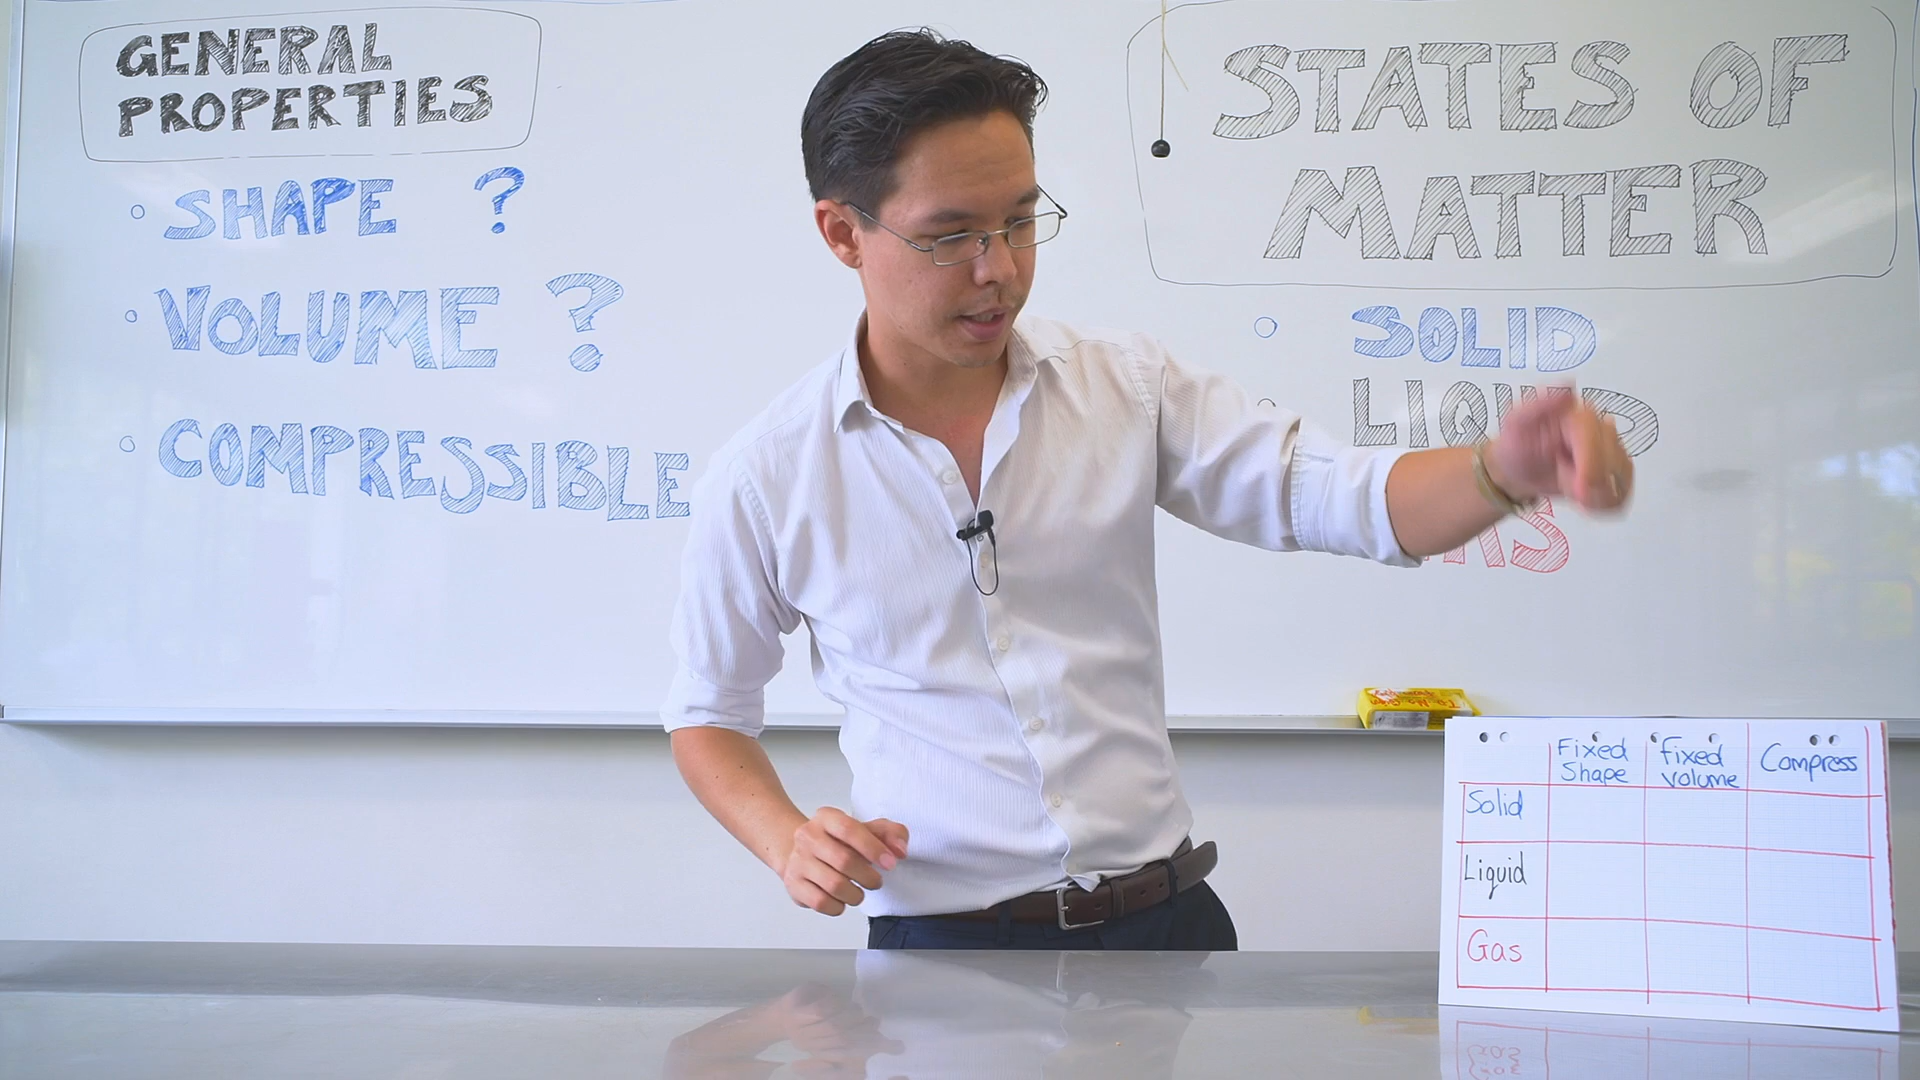 GENERAL
PROPERTIES
SHAPE ?
VOLUME ?
COMPRESSIBLE
STATES OF
MATTER
SOLID
Fixed Shape
Fixed Volume
Compress
Solid
Liquid
Gas